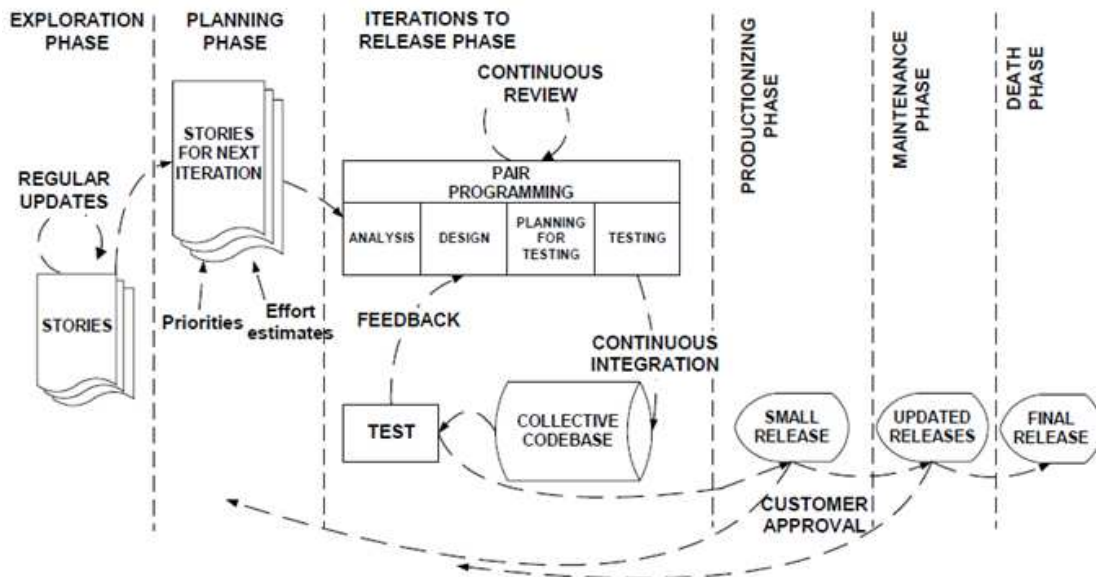 EXPLORATION
PHASE
PLANNING
PHASE
ITERATIONS TO
RELEASE PHASE
PRODUCTIONIZING
PHASE
MAINTENANCE
PHASE
DEATH
PHASE
CONTINUOUS
REVIEW
REGULAR
UPDATES
STORIES
STORIES
FOR NEXT
ITERATION
Priorities
Effort
estimates
PAIR
PROGRAMMING
ANALYSIS
DESIGN
PLANNING
FOR
TESTING
TESTING
FEEDBACK
CONTINUOUS
INTEGRATION
TEST
COLLECTIVE
CODEBASE
SMALL
RELEASE
UPDATED
RELEASES
FINAL
RELEASE
CUSTOMER
APPROVAL